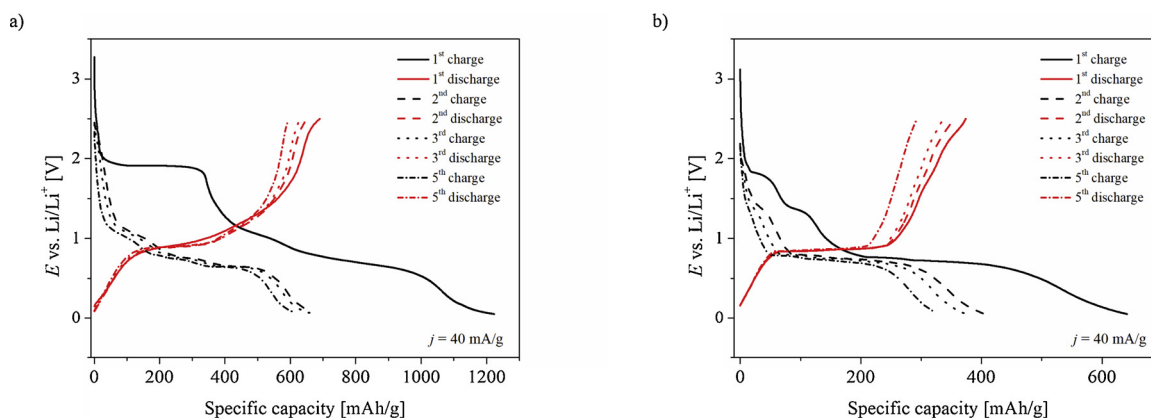 a)
1st charge
1st discharge
2nd charge
2nd discharge
3rd charge
3rd discharge
5th charge
5th discharge
3
2
1
0
E vs. Li/Li+ [V]
j = 40 mA/g
0 200 400 600 800 1000 1200
Specific capacity [mAh/g]
b)
1st charge
1st discharge
2nd charge
2nd discharge
3rd charge
3rd discharge
5th charge
5th discharge
3
2
1
0
E vs. Li/Li+ [V]
j = 40 mA/g
0 200 400 600
Specific capacity [mAh/g]